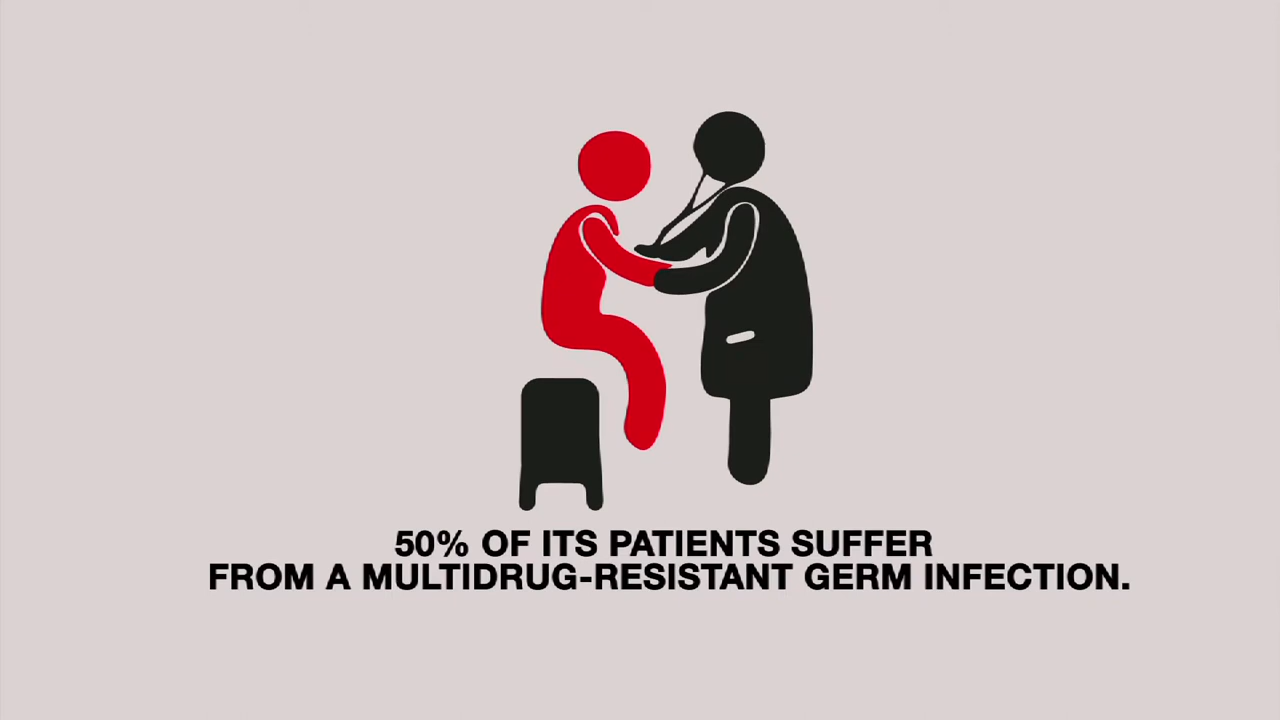 50% OF ITS PATIENTS SUFFER
FROM A MULTIDRUG-RESISTANT GERM INFECTION.